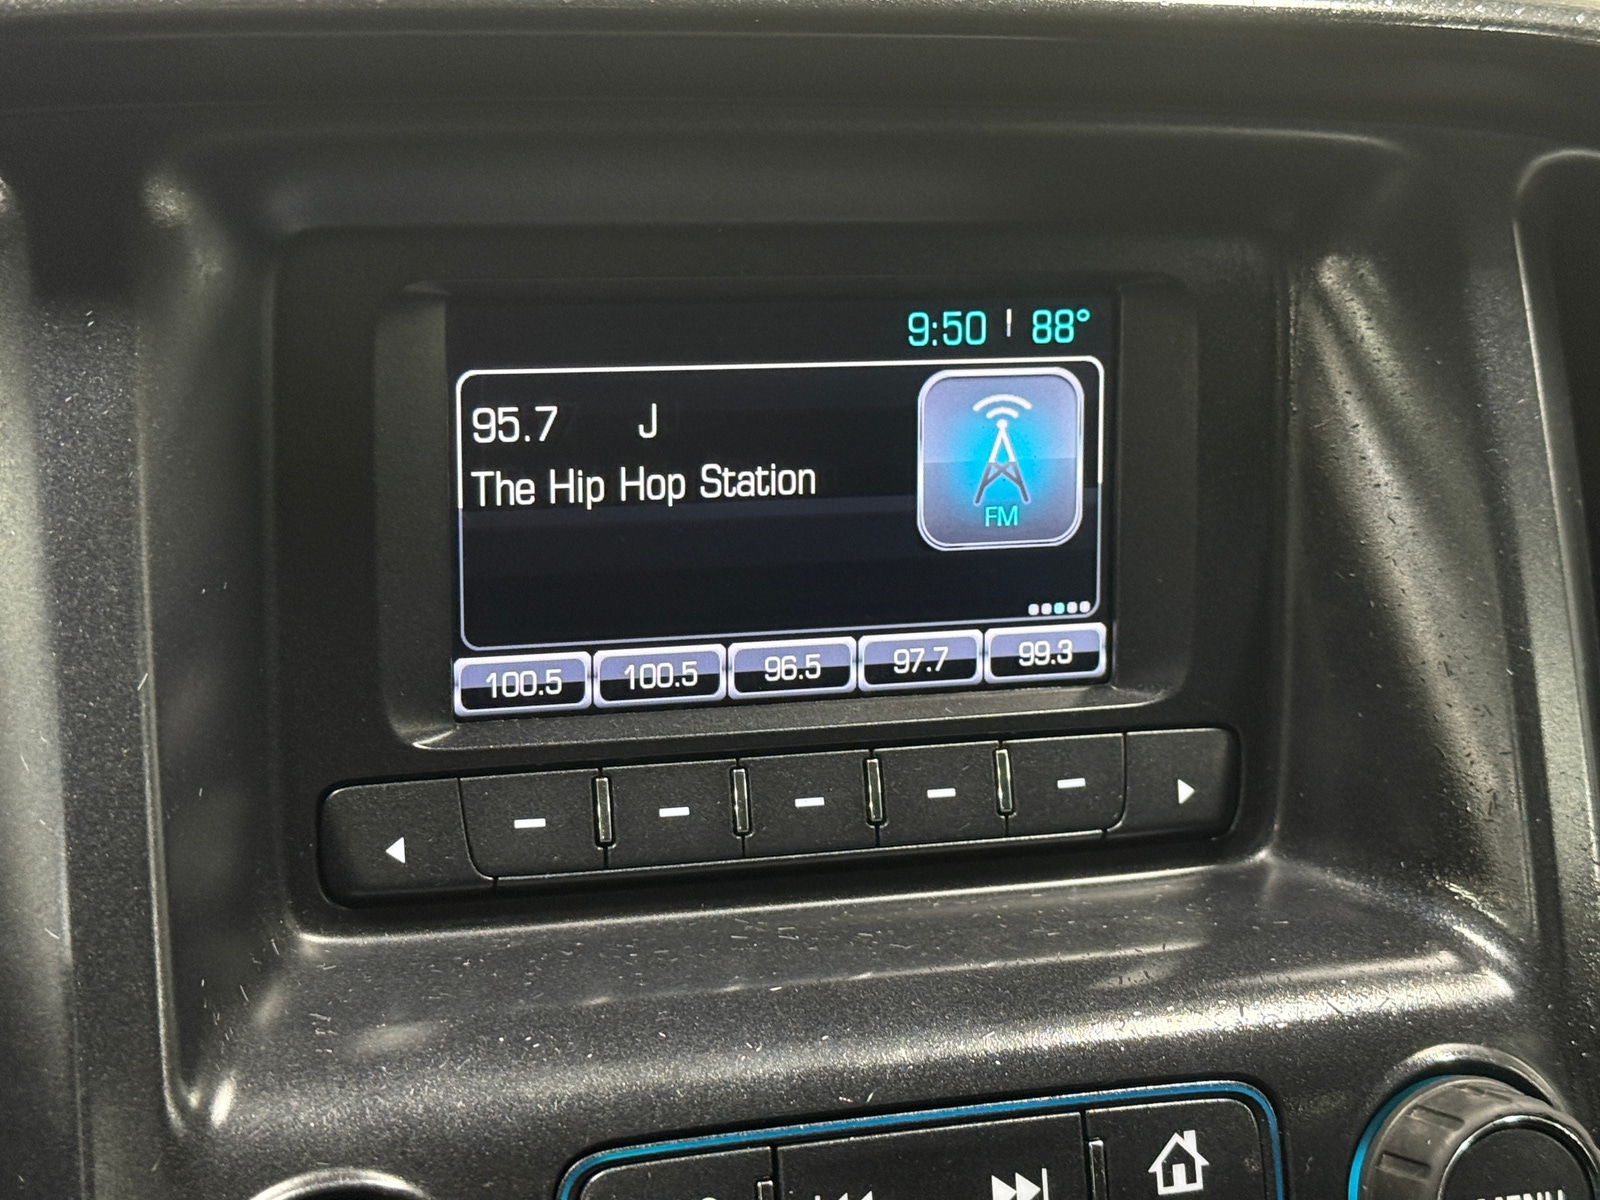 9:50 88°
95.7 J
The Hip Hop Station
FM
100.5 100.5 96.5 97.7 99.3
MENU